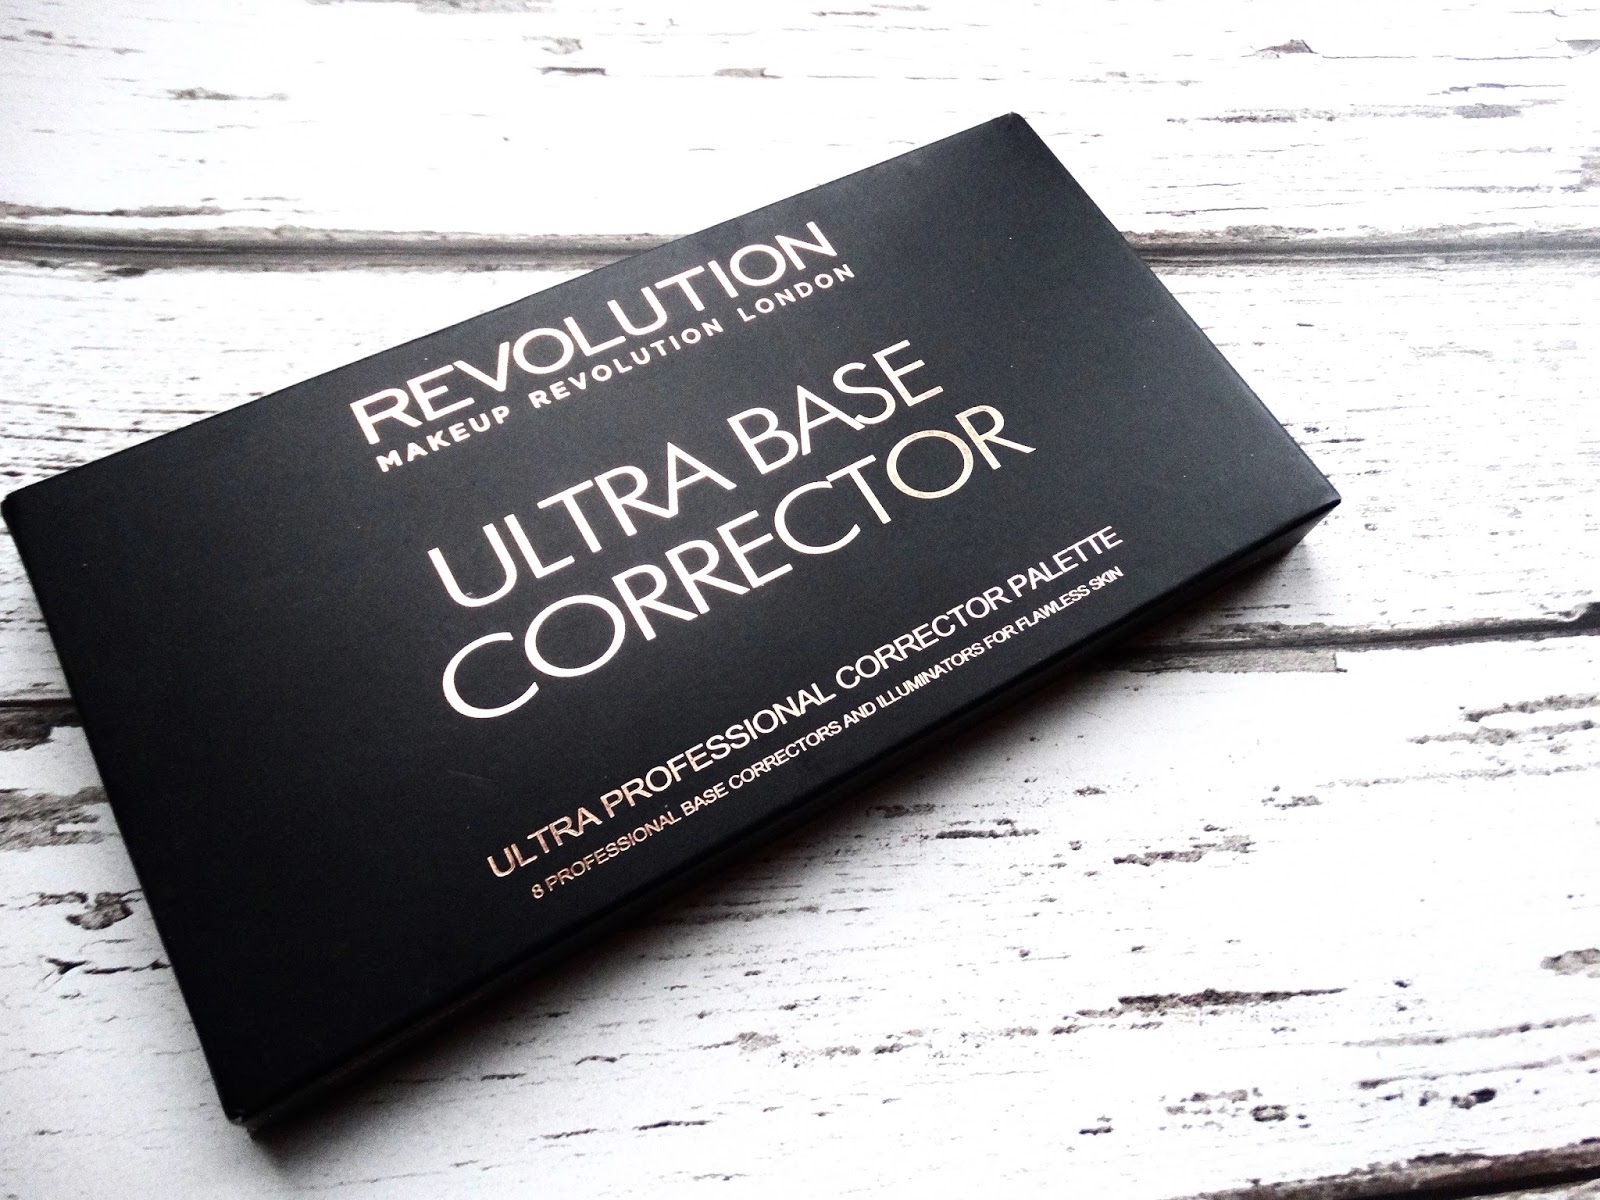 REVOLUTION
MAKEUP REVOLUTION LONDON
ULTRA BASE
CORRECTOR
ULTRA PROFESSIONAL CORRECTOR PALETTE
8 PROFESSIONAL BASE CORRECTORS AND ILLUMINATORS FOR FLAWLESS SKIN